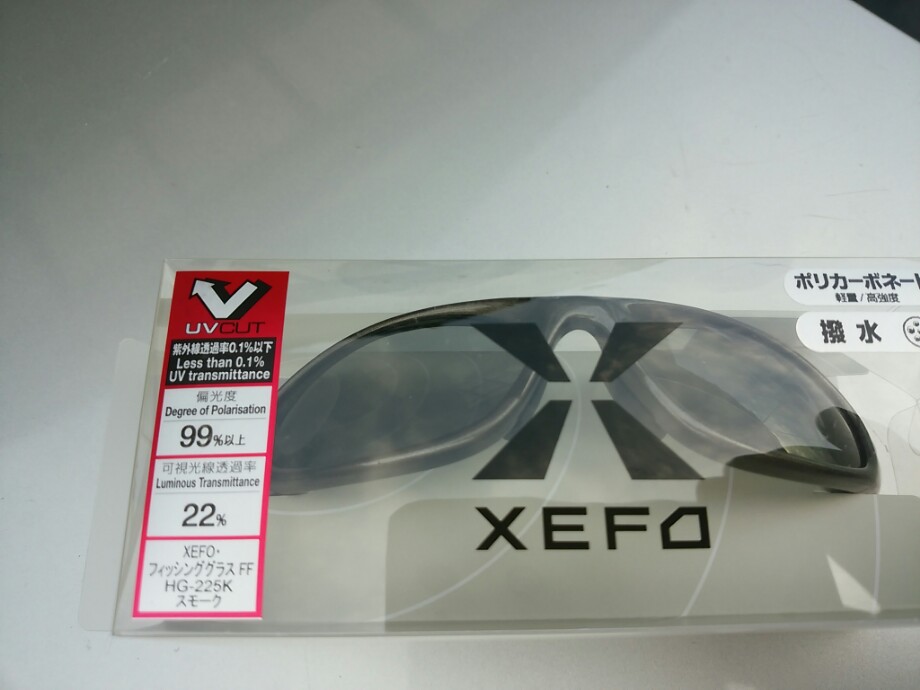 UVCUT
紫外線透過率0.1%以下
Less than 0.1%
UV transmittance
偏光度
Degree of Polarisation
99%以上
可視光線透過率
Luminous Transmittance
22%
XEFO・
フィッシンググラス FF
HG-225K
スモーク
XEFO
ポリカーボネート
軽量/高強度
撥水